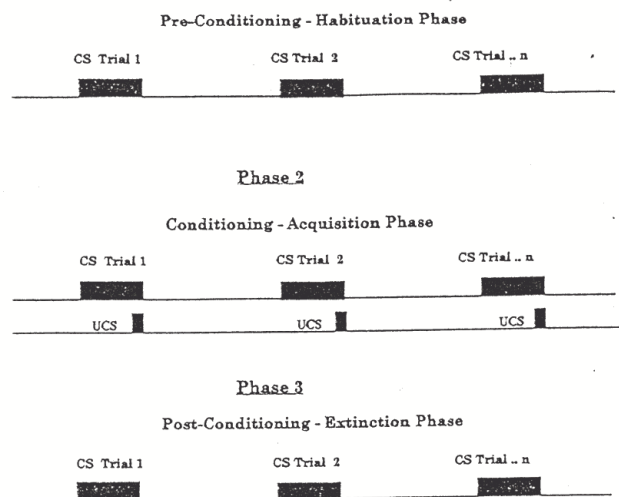 Pre-Conditioning - Habituation Phase
CS Trial 1 CS Trial 2 CS Trial .. n
Phase 2
Conditioning - Acquisition Phase
CS Trial 1 CS Trial 2 CS Trial .. n
UCS UCS UCS
Phase 3
Post-Conditioning - Extinction Phase
CS Trial 1 CS Trial 2 CS Trial .. n